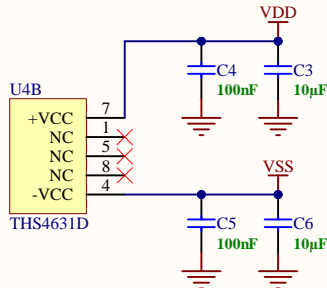 VDD
U4B
+VCC 7
NC 1
NC 5
NC 8
-VCC 4
THS4631D
C4
100nF
C3
10µF
VSS
C5
100nF
C6
10µF